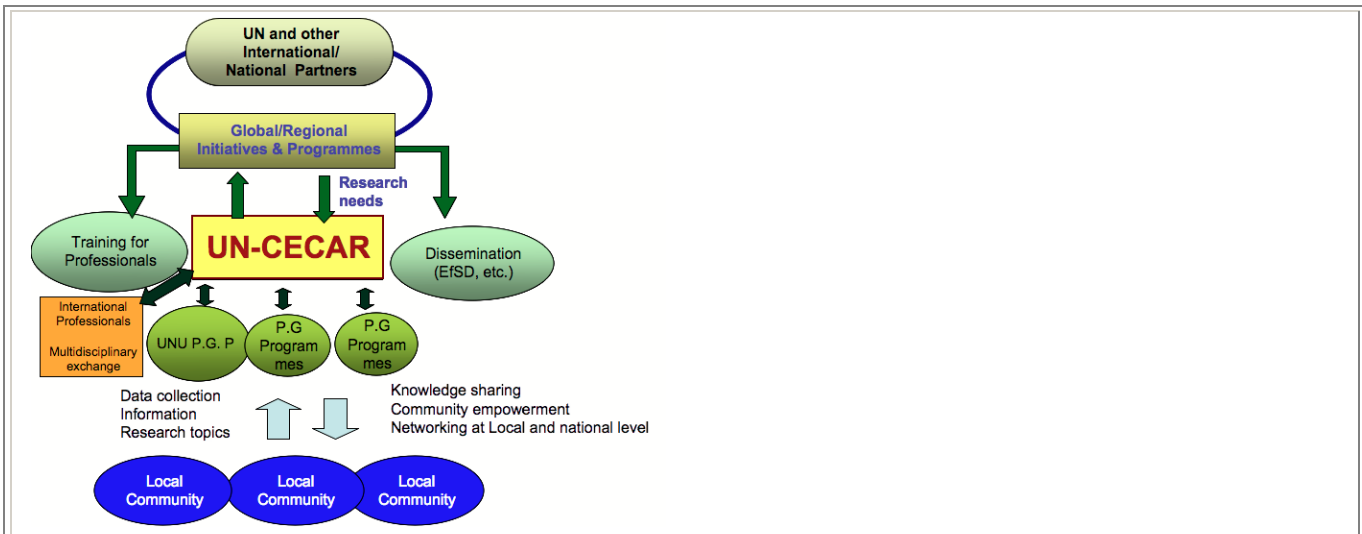 UN and other
International/
National Partners
Global/Regional
Initiatives & Programmes
Research
needs
Training for
Professionals
UN-CECAR
Dissemination
(EfSD, etc.)
International
Professionals
Multidisciplinary
exchange
UNU P.G. P
P.G
Program
mes
P.G
Program
mes
Data collection
Information
Research topics
Knowledge sharing
Community empowerment
Networking at Local and national level
Local
Community
Local
Community
Local
Community